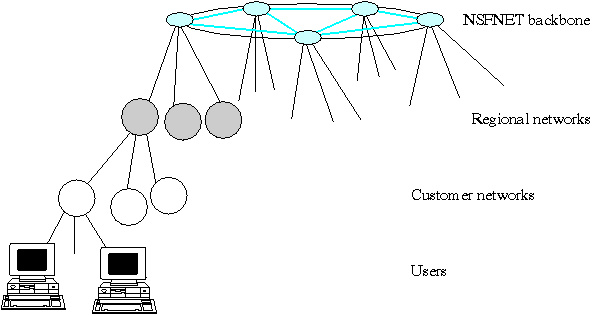 NSFNET backbone
Regional networks
Customer networks
Users